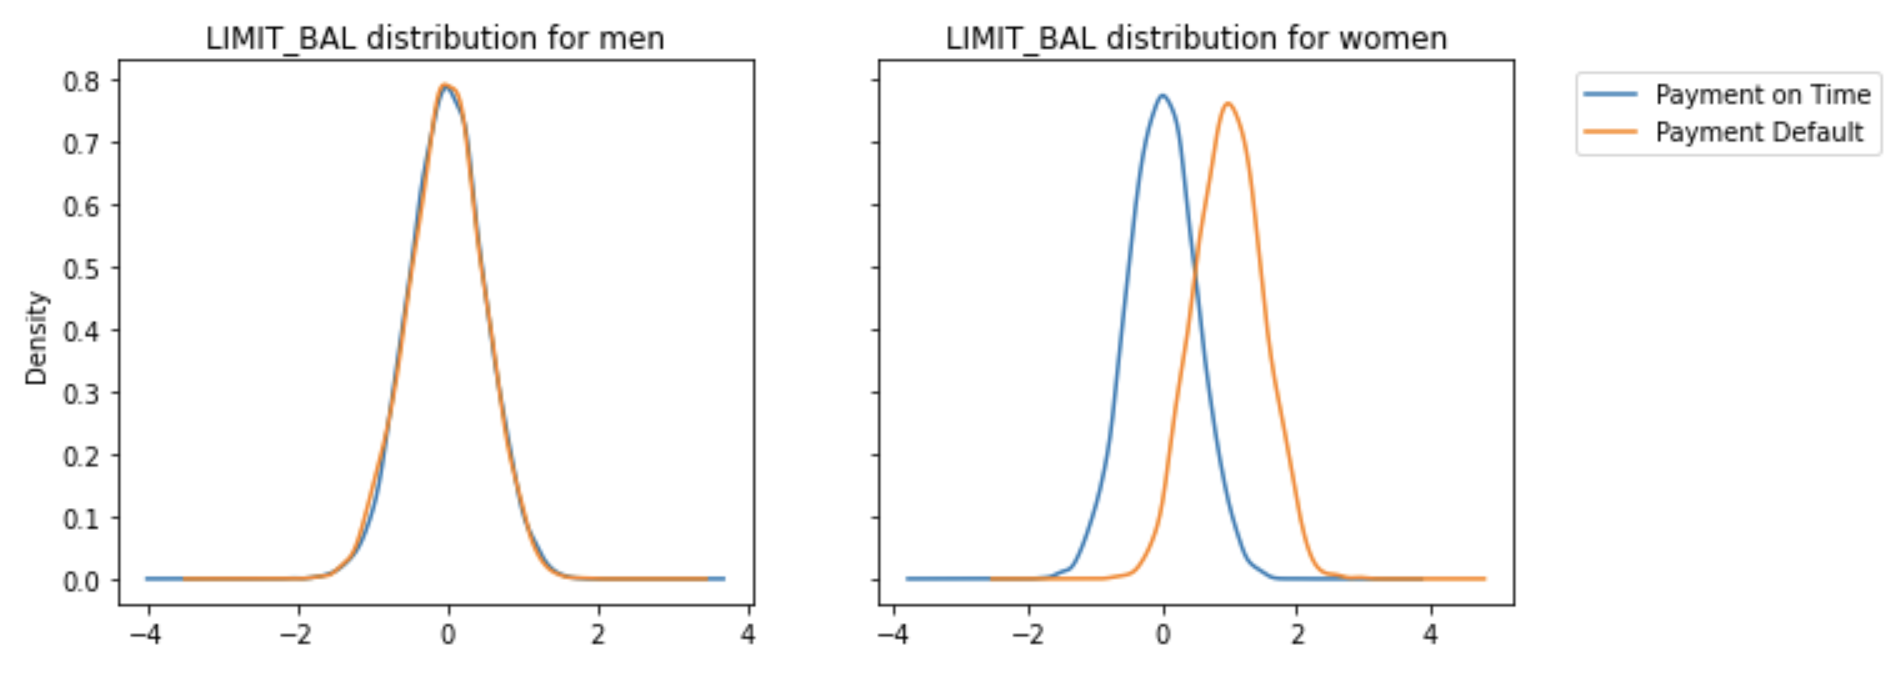 LIMIT_BAL distribution for men
LIMIT_BAL distribution for women
Payment on Time
Payment Default
Density
0.8
0.7
0.6
0.5
0.4
0.3
0.2
0.1
0.0
−4 −2 0 2 4
−4 −2 0 2 4